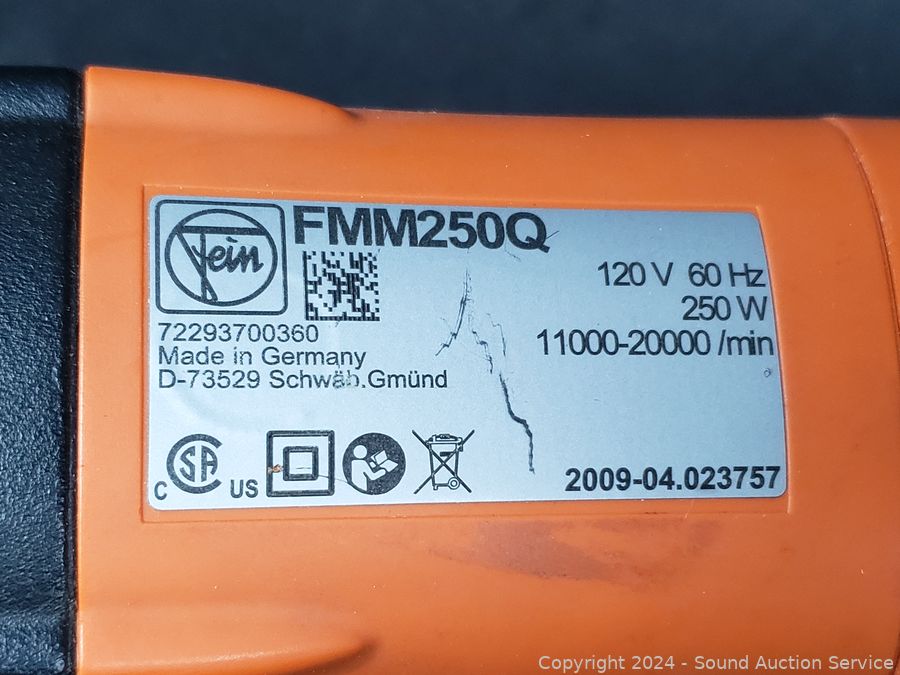 Fein
FMM250Q
120 V 60 Hz
250 W
11000-20000 /min
72293700360
Made in Germany
D-73529 Schwäb.Gmünd
C CSA US
2009-04.023757
Copyright 2024 - Sound Auction Service